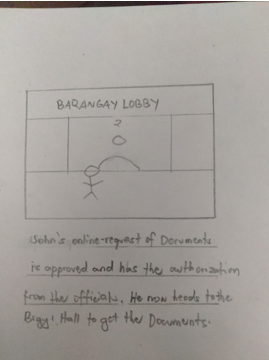 BARANGAY LOBBY
2
John's online-request of Documents
is approved and has the authorization
from the officials. He now heads to the
Brgy. Hall to get the Documents.